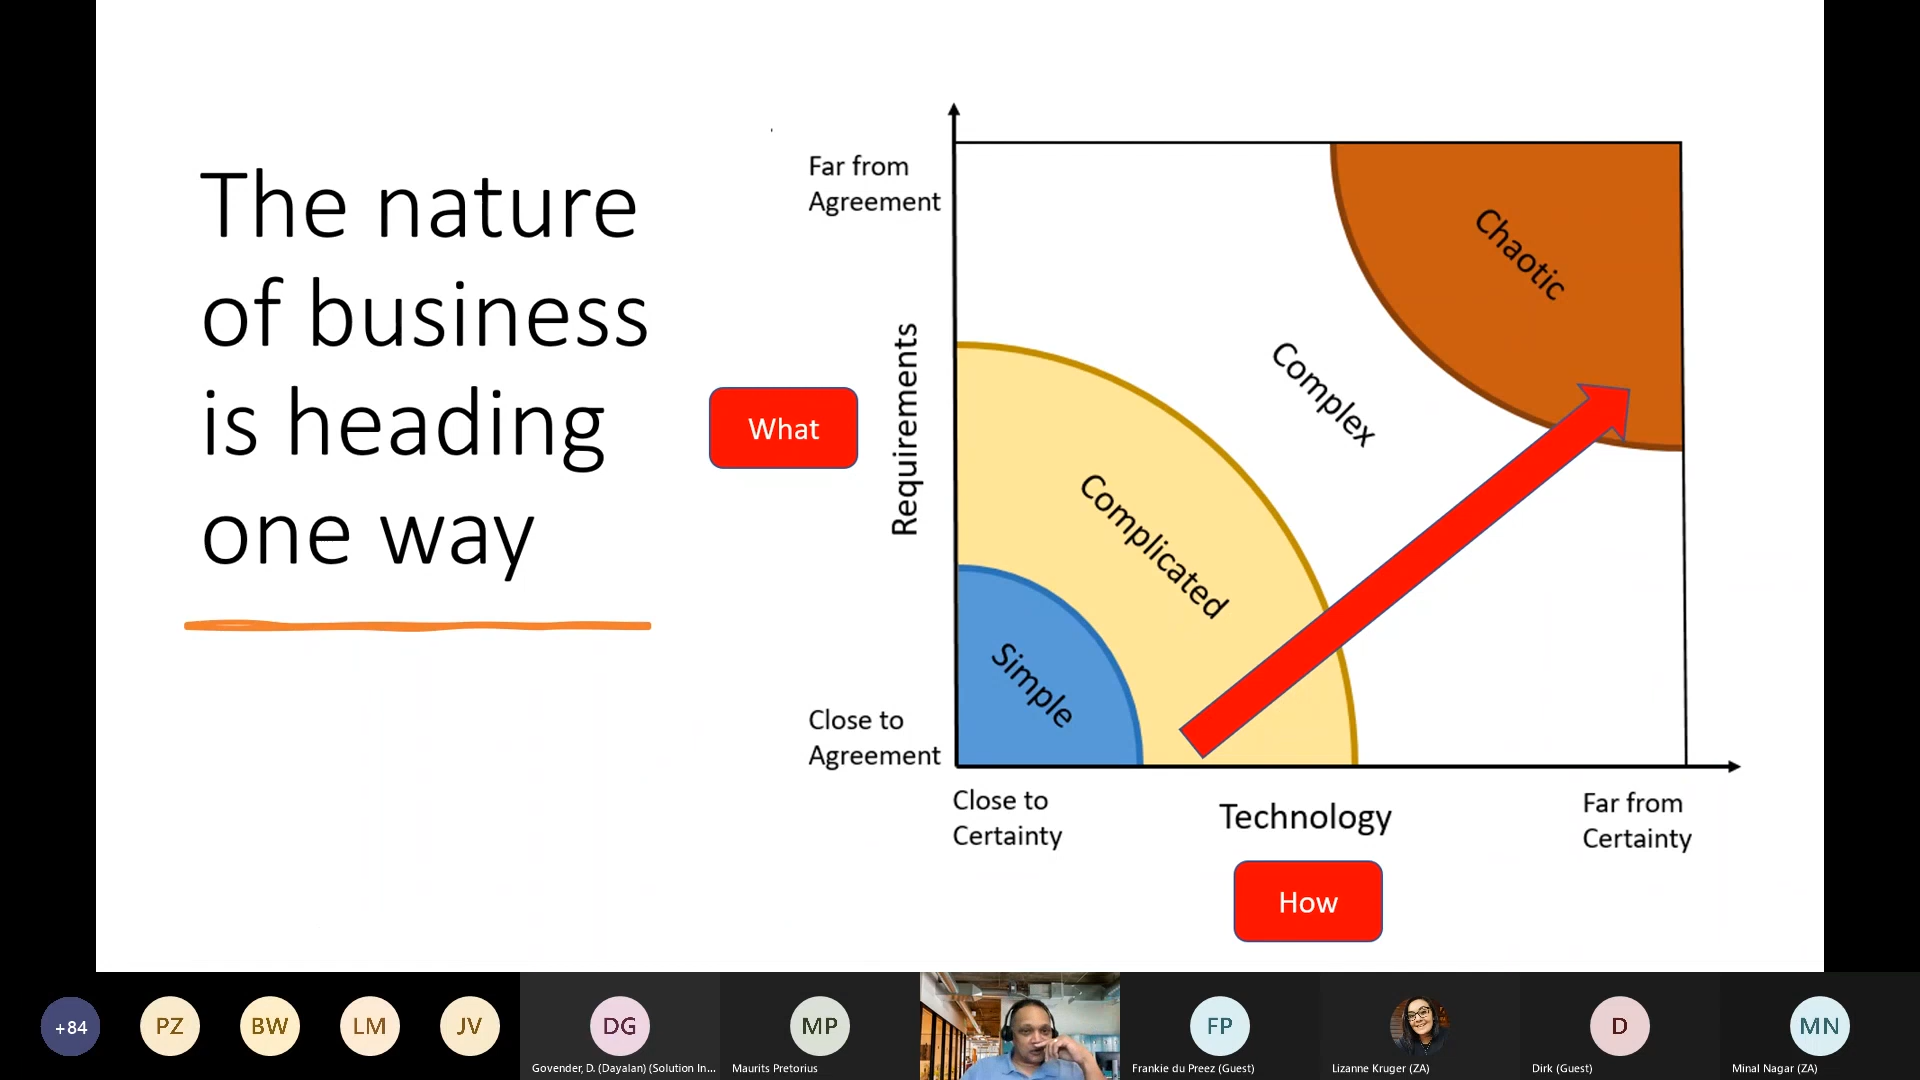 The nature
of business
is heading
one way
What
Requirements
Far from
Agreement
Close to
Agreement
Chaotic
Complex
Complicated
Simple
Close to
Certainty
Technology
Far from
Certainty
How
+84
PZ
BW
LM
JV
DG
Govender, D. (Dayalan) (Solution In...
MP
Maurits Pretorius
FP
Frankie du Preez (Guest)
Lizanne Kruger (ZA)
D
Dirk (Guest)
MN
Minal Nagar (ZA)